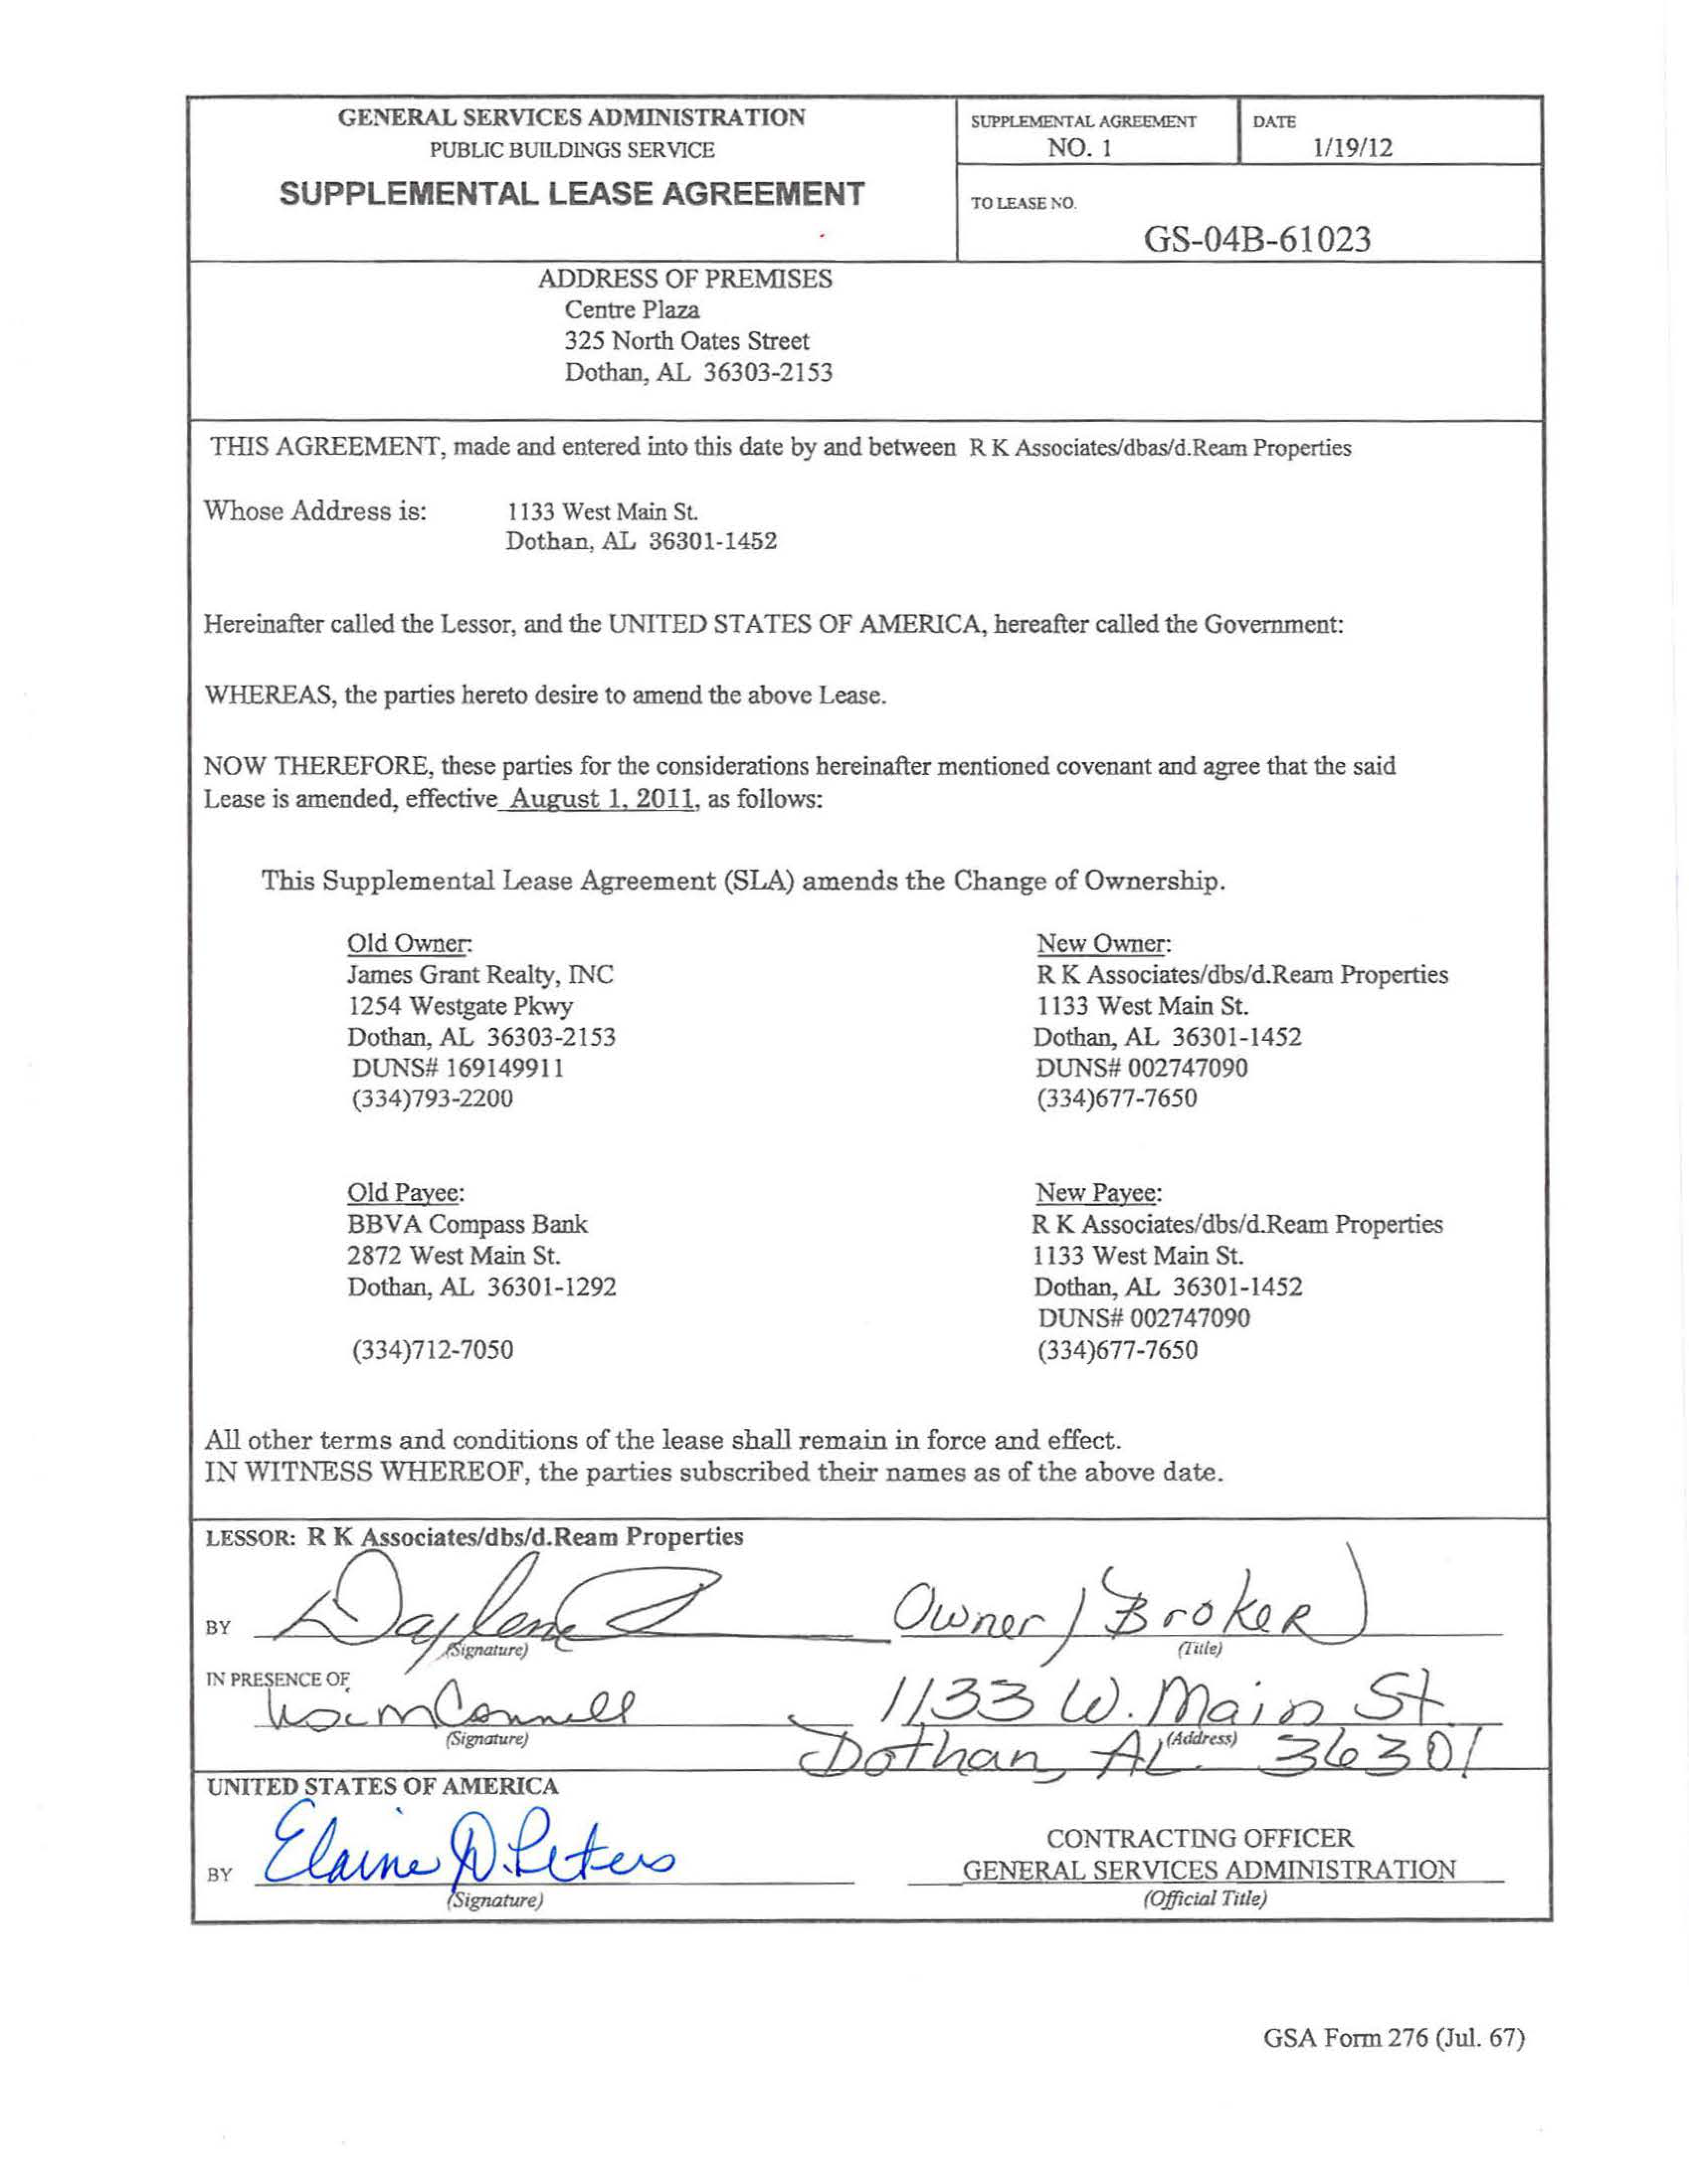 GENERAL SERVICES ADMINISTRATION
PUBLIC BUILDINGS SERVICE
SUPPLEMENTAL LEASE AGREEMENT
SUPPLEMENTAL AGREEMENT
NO. 1
DATE
1/19/12
TO LEASE NO.
GS-04B-61023
ADDRESS OF PREMISES
Centre Plaza
325 North Oates Street
Dothan, AL 36303-2153
THIS AGREEMENT, made and entered into this date by and between R K Associates/dbas/d.Ream Properties
Whose Address is: 1133 West Main St.
Dothan, AL 36301-1452
Hereinafter called the Lessor, and the UNITED STATES OF AMERICA, hereafter called the Government:
WHEREAS, the parties hereto desire to amend the above Lease.
NOW THEREFORE, these parties for the considerations hereinafter mentioned covenant and agree that the said
Lease is amended, effective August 1, 2011, as follows:
This Supplemental Lease Agreement (SLA) amends the Change of Ownership.
Old Owner:
James Grant Realty, INC
1254 Westgate Pkwy
Dothan, AL 36303-2153
DUNS# 169149911
(334)793-2200
New Owner:
R K Associates/dbs/d.Ream Properties
1133 West Main St.
Dothan, AL 36301-1452
DUNS# 002747090
(334)677-7650
Old Payee:
BBVA Compass Bank
2872 West Main St.
Dothan, AL 36301-1292
(334)712-7050
New Payee:
R K Associates/dbs/d.Ream Properties
1133 West Main St.
Dothan, AL 36301-1452
DUNS# 002747090
(334)677-7650
All other terms and conditions of the lease shall remain in force and effect.
IN WITNESS WHEREOF, the parties subscribed their names as of the above date.
LESSOR: R K Associates/dbs/d.Ream Properties
BY Owner/Broker
(Signature) (Title)
IN PRESENCE OF
1133 W. Main St
(Signature) (Address)
Dothan, AL 36301
UNITED STATES OF AMERICA
BY Elaine D. Peters
(Signature)
CONTRACTING OFFICER
GENERAL SERVICES ADMINISTRATION
(Official Title)
GSA Form 276 (Jul. 67)